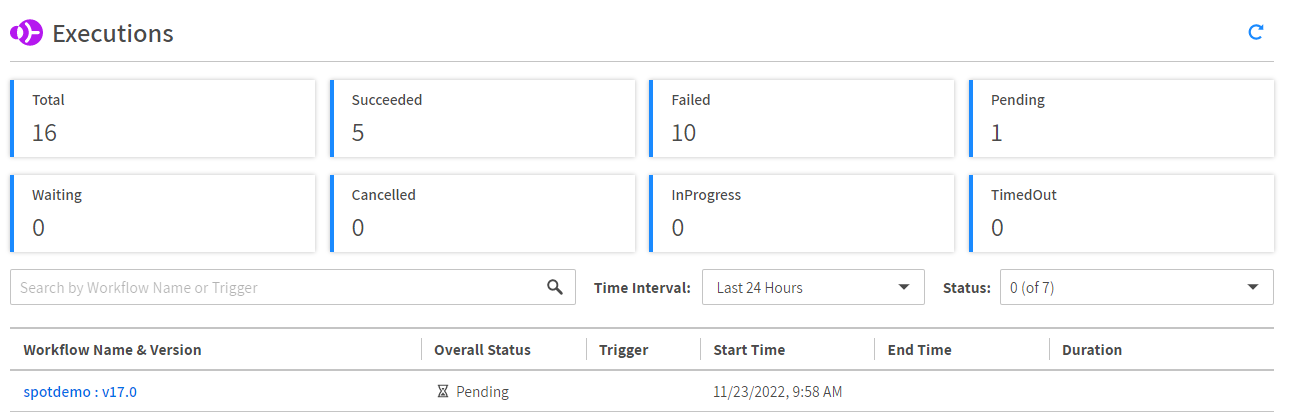 Executions
Total Succeeded Failed Pending
16 5 10 1
Waiting Cancelled InProgress TimedOut
0 0 0 0
Search by Workflow Name or Trigger Time Interval: Last 24 Hours Status: 0 (of 7)
Workflow Name & Version Overall Status Trigger Start Time End Time Duration
spotdemo : v17.0 Pending 11/23/2022, 9:58 AM